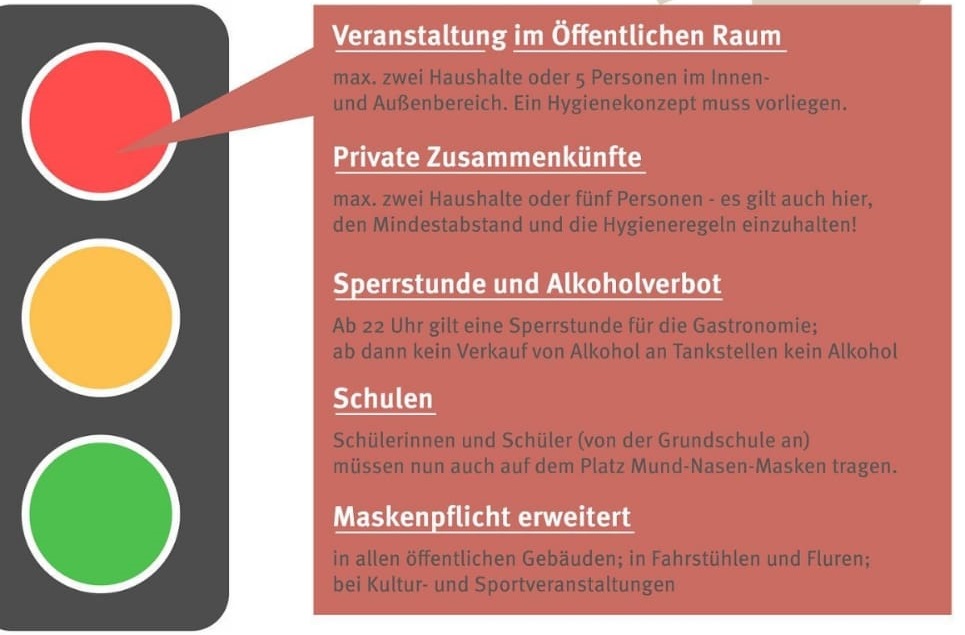 Veranstaltung im Öffentlichen Raum
max. zwei Haushalte oder 5 Personen im Innen-
und Außenbereich. Ein Hygienekonzept muss vorliegen.
Private Zusammenkünfte
max. zwei Haushalte oder fünf Personen - es gilt auch hier,
den Mindestabstand und die Hygieneregeln einzuhalten!
Sperrstunde und Alkoholverbot
Ab 22 Uhr gilt eine Sperrstunde für die Gastronomie;
ab dann kein Verkauf von Alkohol an Tankstellen kein Alkohol
Schulen
Schülerinnen und Schüler (von der Grundschule an)
müssen nun auch auf dem Platz Mund-Nasen-Masken tragen.
Maskenpflicht erweitert
in allen öffentlichen Gebäuden; in Fahrstühlen und Fluren;
bei Kultur- und Sportveranstaltungen